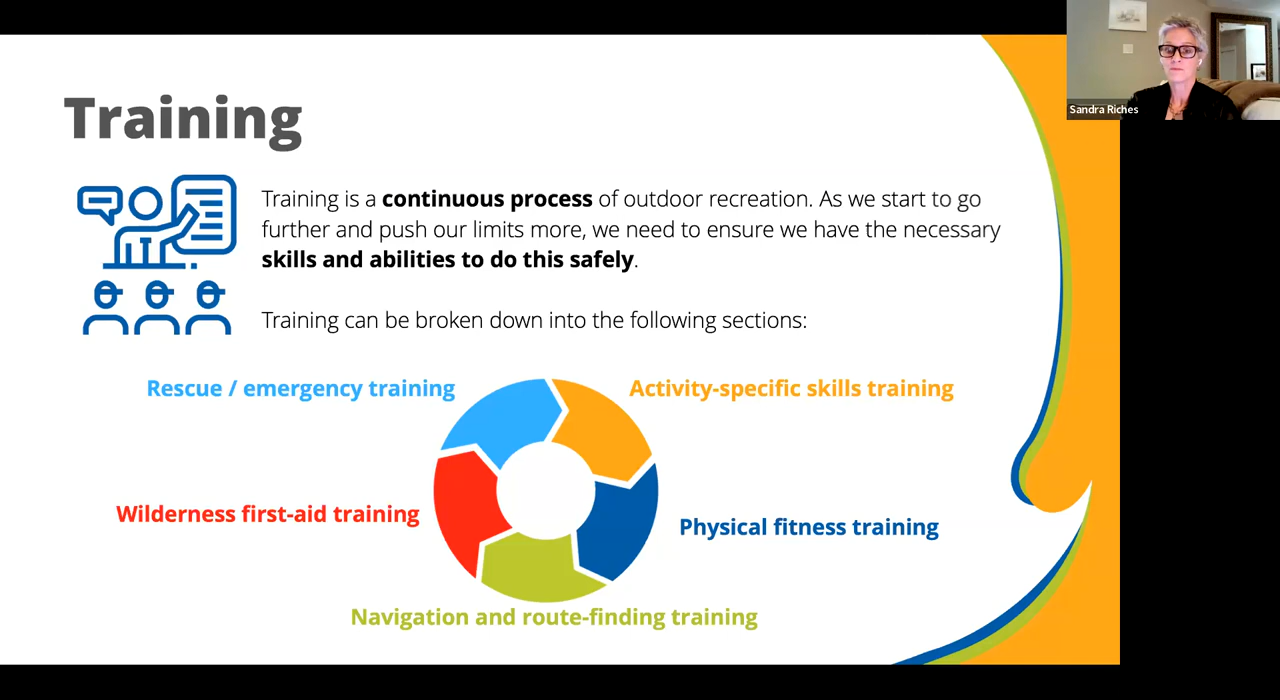 Sandra Riches
Training
Training is a continuous process of outdoor recreation. As we start to go
further and push our limits more, we need to ensure we have the necessary
skills and abilities to do this safely.
Training can be broken down into the following sections:
Rescue / emergency training
Activity-specific skills training
Wilderness first-aid training
Physical fitness training
Navigation and route-finding training